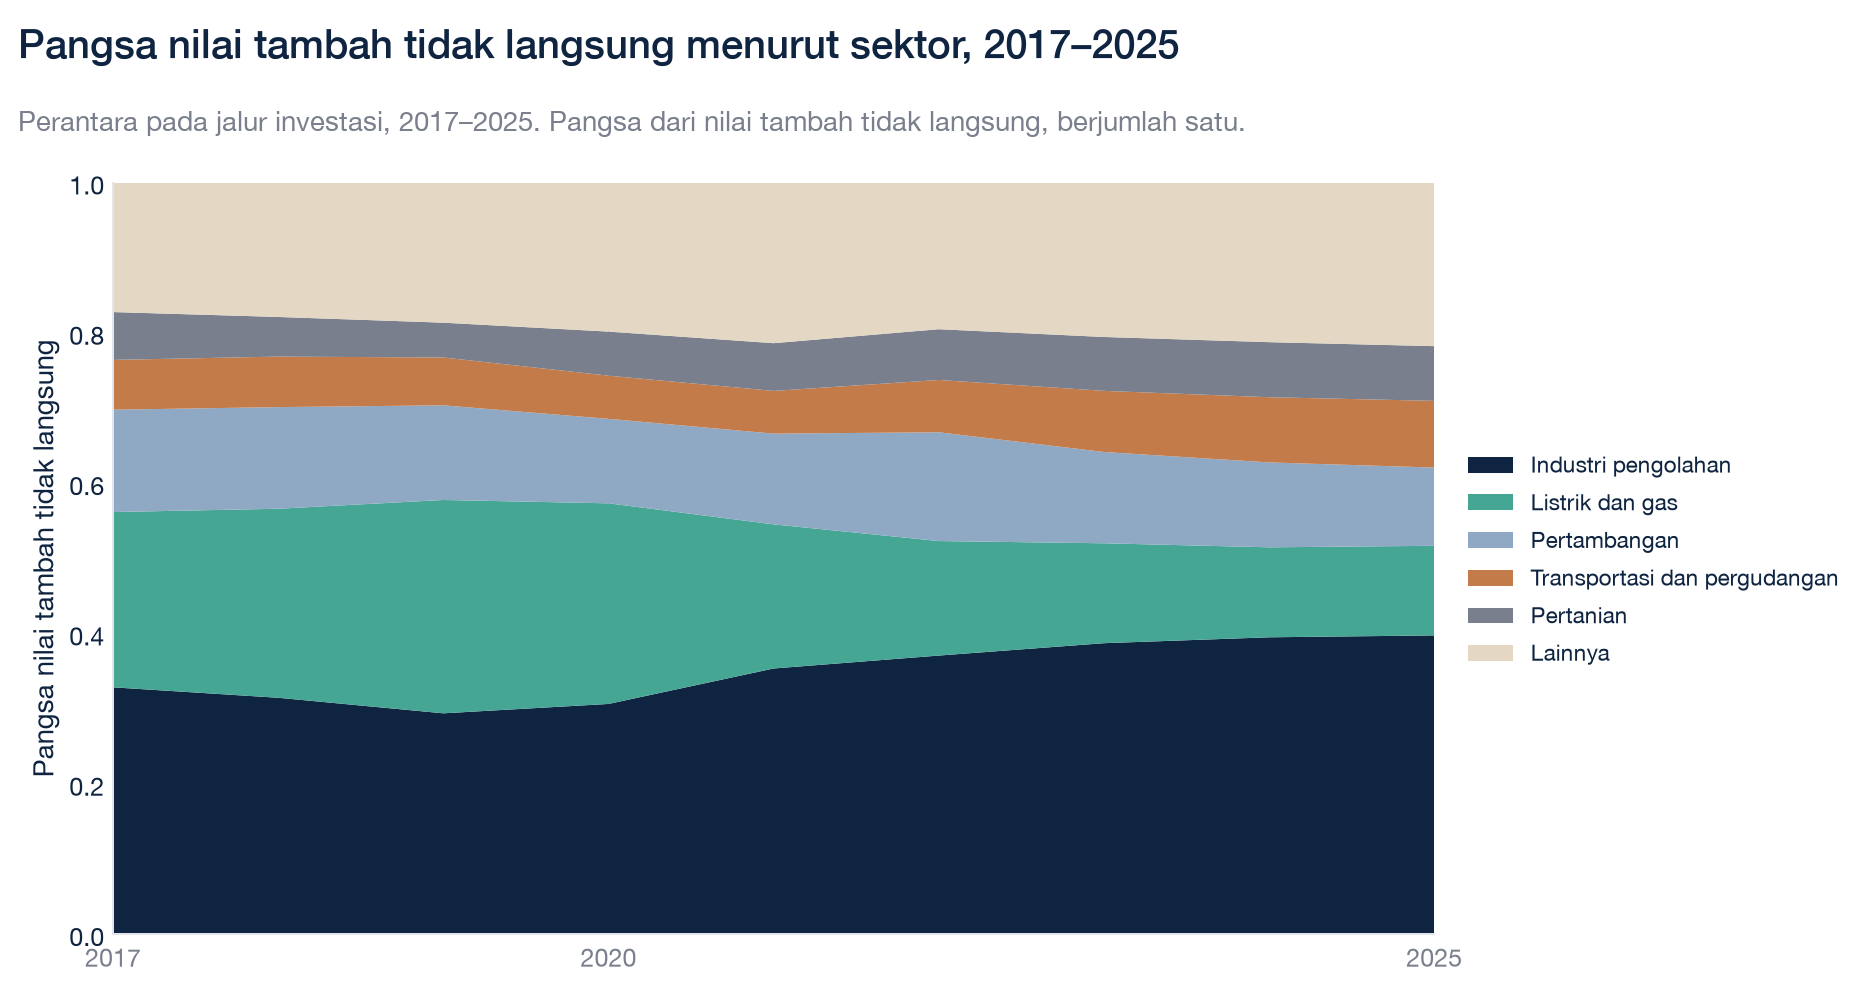 Pangsa nilai tambah tidak langsung menurut sektor, 2017–2025
Perantara pada jalur investasi, 2017–2025. Pangsa dari nilai tambah tidak langsung, berjumlah satu.
Pangsa nilai tambah tidak langsung
1.0
0.8
0.6
0.4
0.2
0.0
2017
2020
2025
Industri pengolahan
Listrik dan gas
Pertambangan
Transportasi dan pergudangan
Pertanian
Lainnya